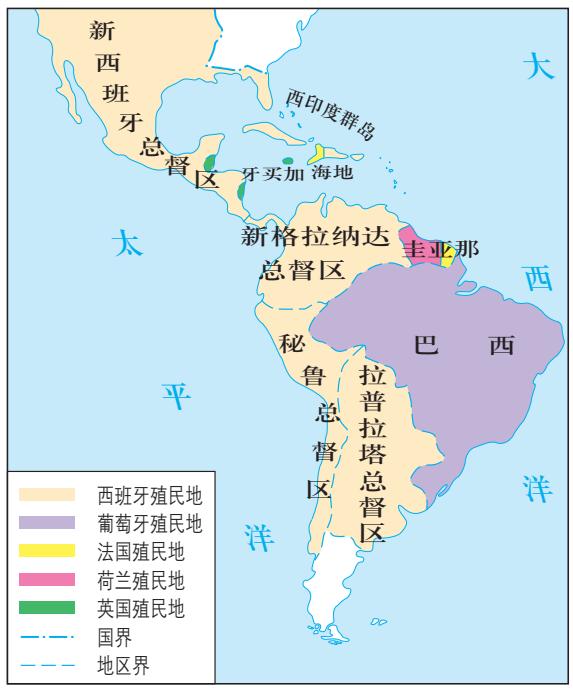 新西班牙总督区
大西洋
西印度群岛
牙买加
海地
太平洋
新格拉纳达
总督区
圭亚那
巴西
秘鲁总督区
拉普拉塔总督区
西班牙殖民地
葡萄牙殖民地
法国殖民地
荷兰殖民地
英国殖民地
国界
地区界